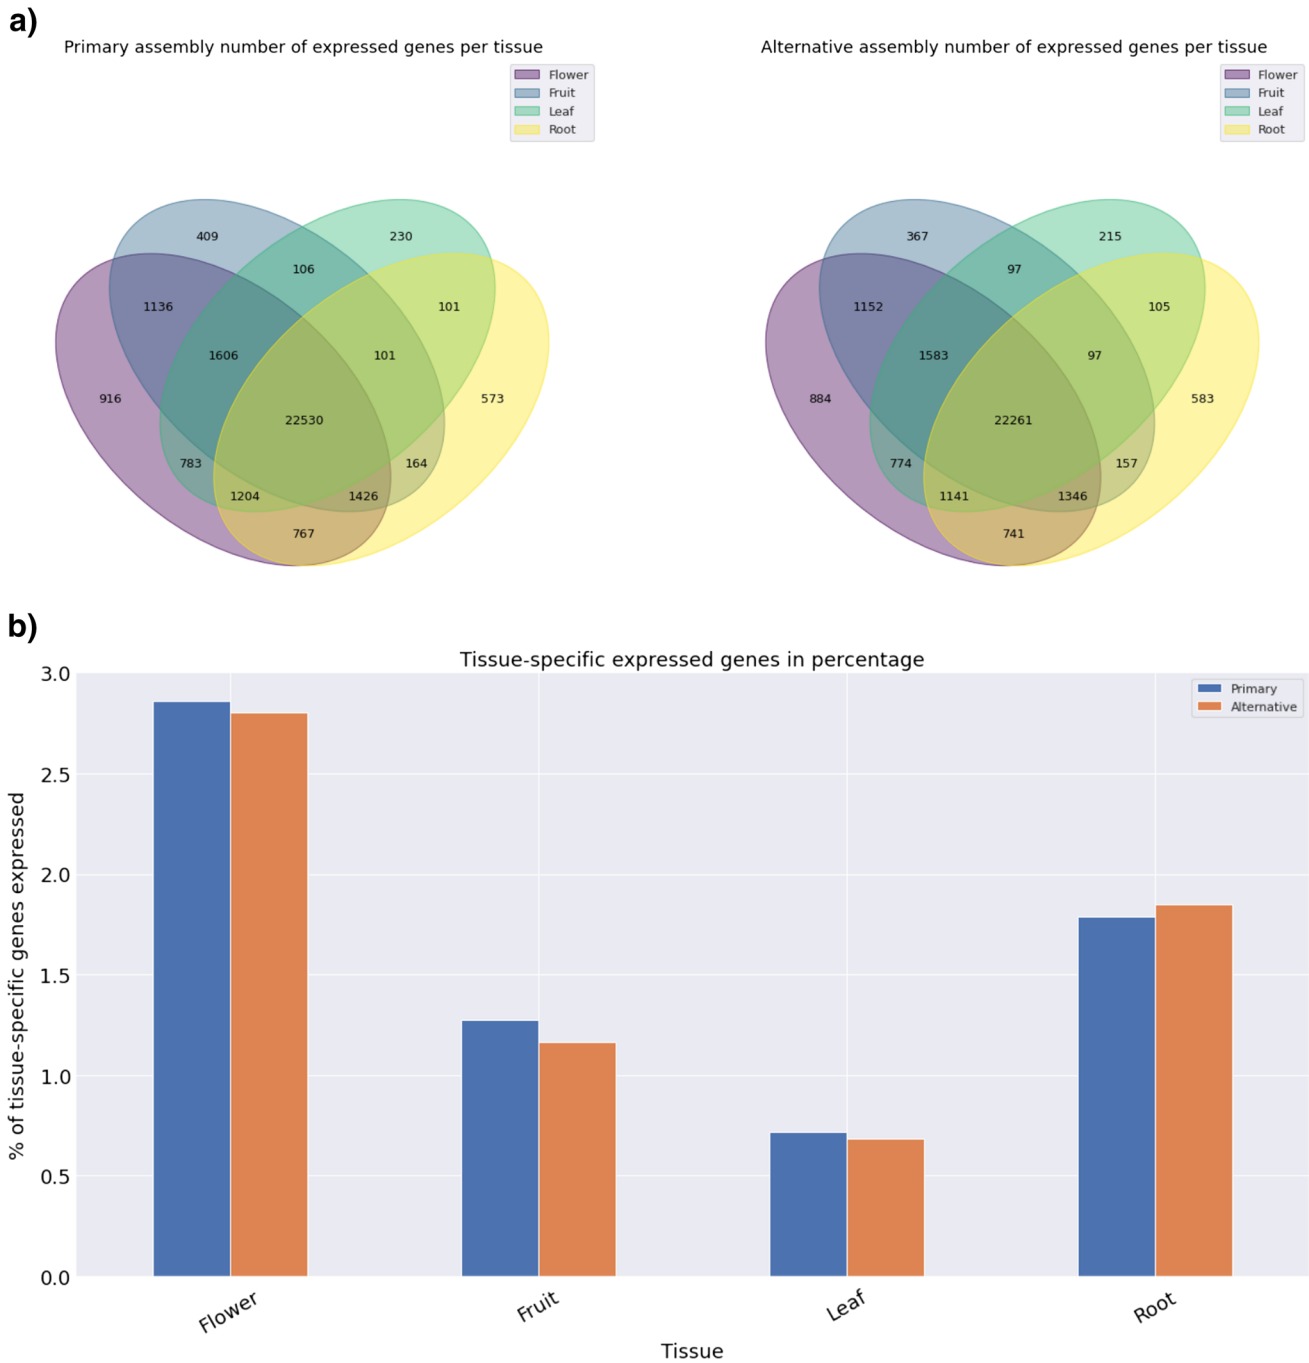 a)
Primary assembly number of expressed genes per tissue
Flower
Fruit
Leaf
Root
409
230
106
1136
101
1606
101
916
573
22530
783
164
1204
1426
767
Alternative assembly number of expressed genes per tissue
Flower
Fruit
Leaf
Root
367
215
97
1152
105
1583
97
884
583
22261
774
157
1141
1346
741
b)
Tissue-specific expressed genes in percentage
Primary
Alternative
% of tissue-specific genes expressed
3.0
2.5
2.0
1.5
1.0
0.5
0.0
Flower
Fruit
Leaf
Root
Tissue